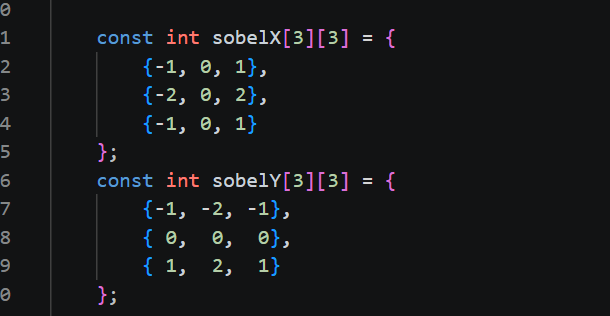 0
1 const int sobelX[3][3] = {
2 {-1, 0, 1},
3 {-2, 0, 2},
4 {-1, 0, 1}
5 };
6 const int sobelY[3][3] = {
7 {-1, -2, -1},
8 { 0, 0, 0},
9 { 1, 2, 1}
0 };